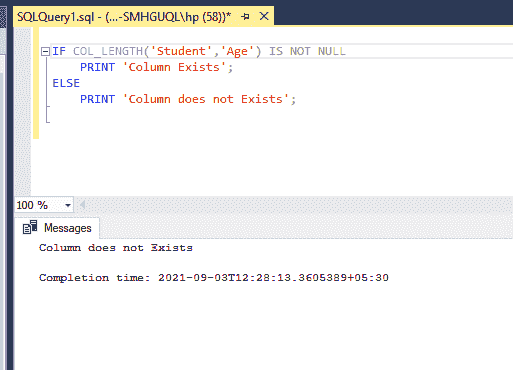 SQLQuery1.sql - (...-SMHGUQL\hp (58))*
IF COL_LENGTH('Student','Age') IS NOT NULL
PRINT 'Column Exists';
ELSE
PRINT 'Column does not Exists';
100 %
Messages
Column does not Exists
Completion time: 2021-09-03T12:28:13.3605389+05:30